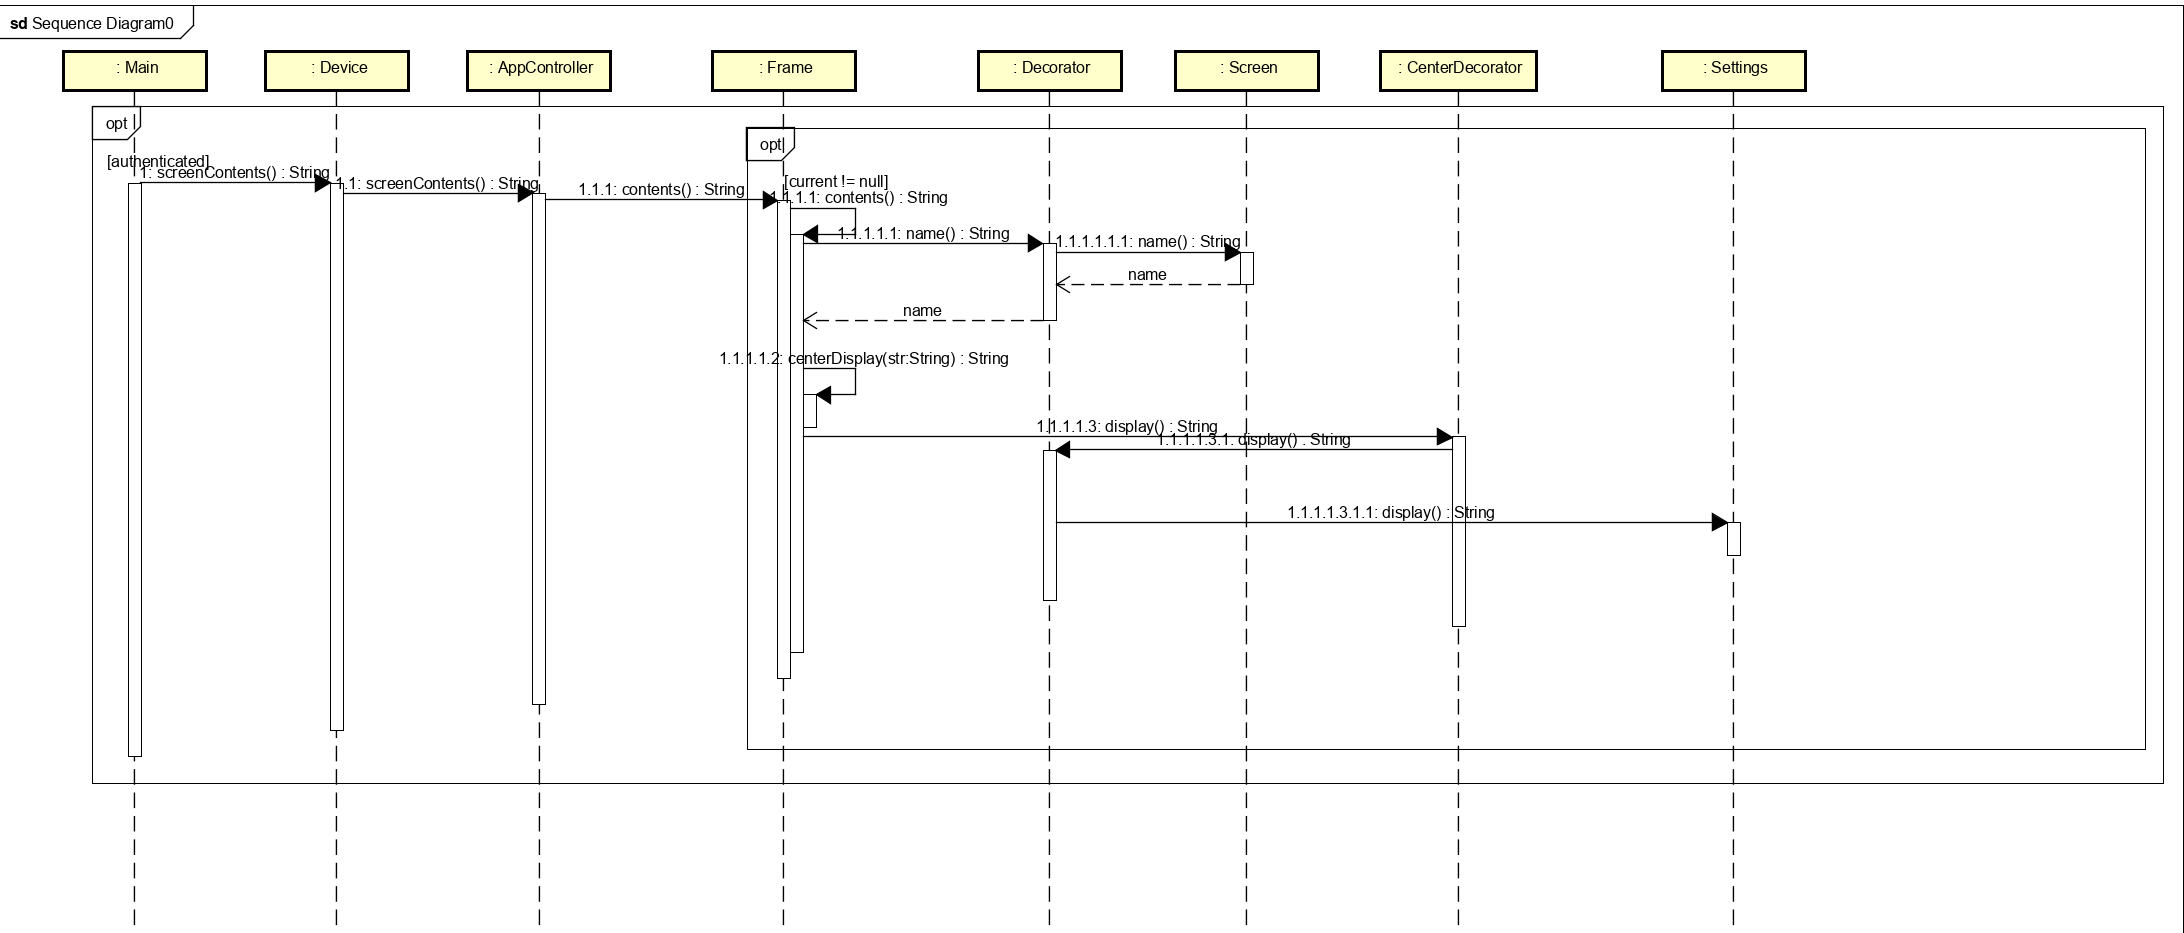 sd Sequence Diagram0
: Main
: Device
: AppController
: Frame
: Decorator
: Screen
: CenterDecorator
: Settings
opt
opt
[authenticated]
1: screenContents() : String
1.1: screenContents() : String
1.1.1: contents() : String
[current != null]
1.1.1.1: contents() : String
1.1.1.1.1: name() : String
1.1.1.1.1.1: name() : String
name
name
1.1.1.1.2: centerDisplay(str:String) : String
1.1.1.1.3: display() : String
1.1.1.1.3.1: display() : String
1.1.1.1.3.1.1: display() : String